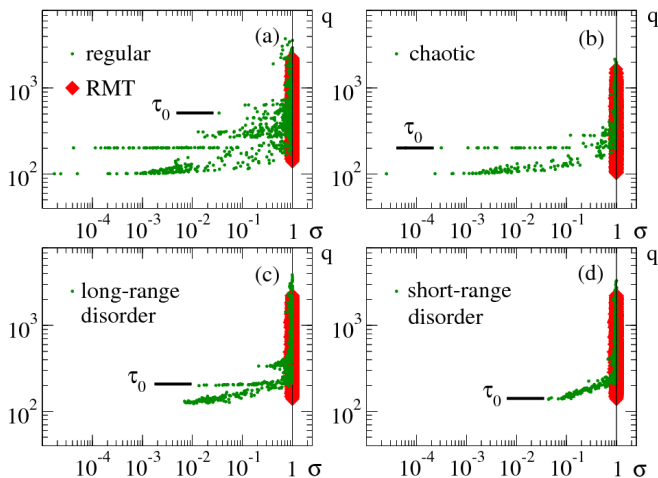 q
(a)
regular
RMT
τ0
10^3
10^2
10^-4 10^-3 10^-2 10^-1 1 σ
q
(b)
chaotic
τ0
10^3
10^2
10^-4 10^-3 10^-2 10^-1 1 σ
q
(c)
long-range
disorder
τ0
10^3
10^2
10^-4 10^-3 10^-2 10^-1 1 σ
q
(d)
short-range
disorder
τ0
10^3
10^2
10^-4 10^-3 10^-2 10^-1 1 σ